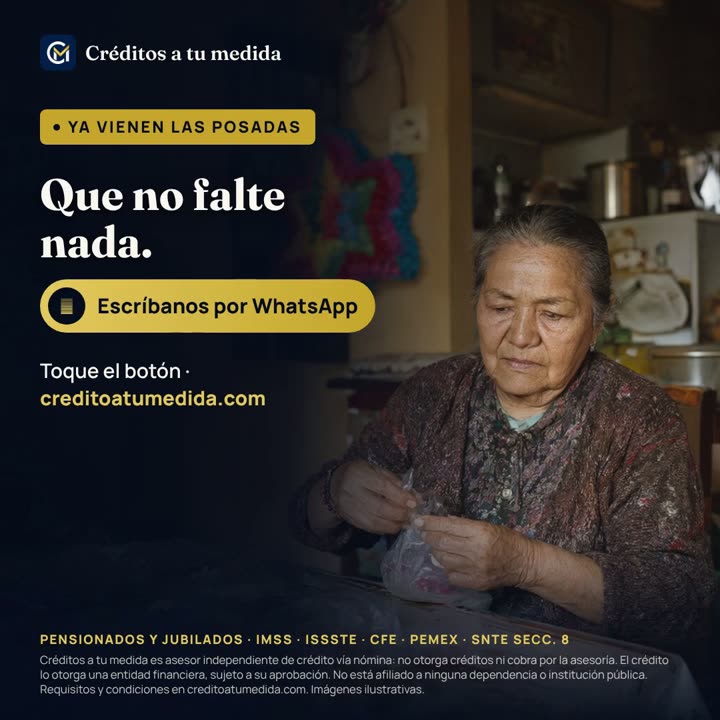 Créditos a tu medida
• YA VIENEN LAS POSADAS
Que no falte
nada.
Escríbanos por WhatsApp
Toque el botón ·
creditoatumedida.com
PENSIONADOS Y JUBILADOS · IMSS · ISSSTE · CFE · PEMEX · SNTE SECC. 8
Créditos a tu medida es asesor independiente de crédito vía nómina: no otorga créditos ni cobra por la asesoría. El crédito
lo otorga una entidad financiera, sujeto a su aprobación. No está afiliado a ninguna dependencia o institución pública.
Requisitos y condiciones en creditoatumedida.com. Imágenes ilustrativas.